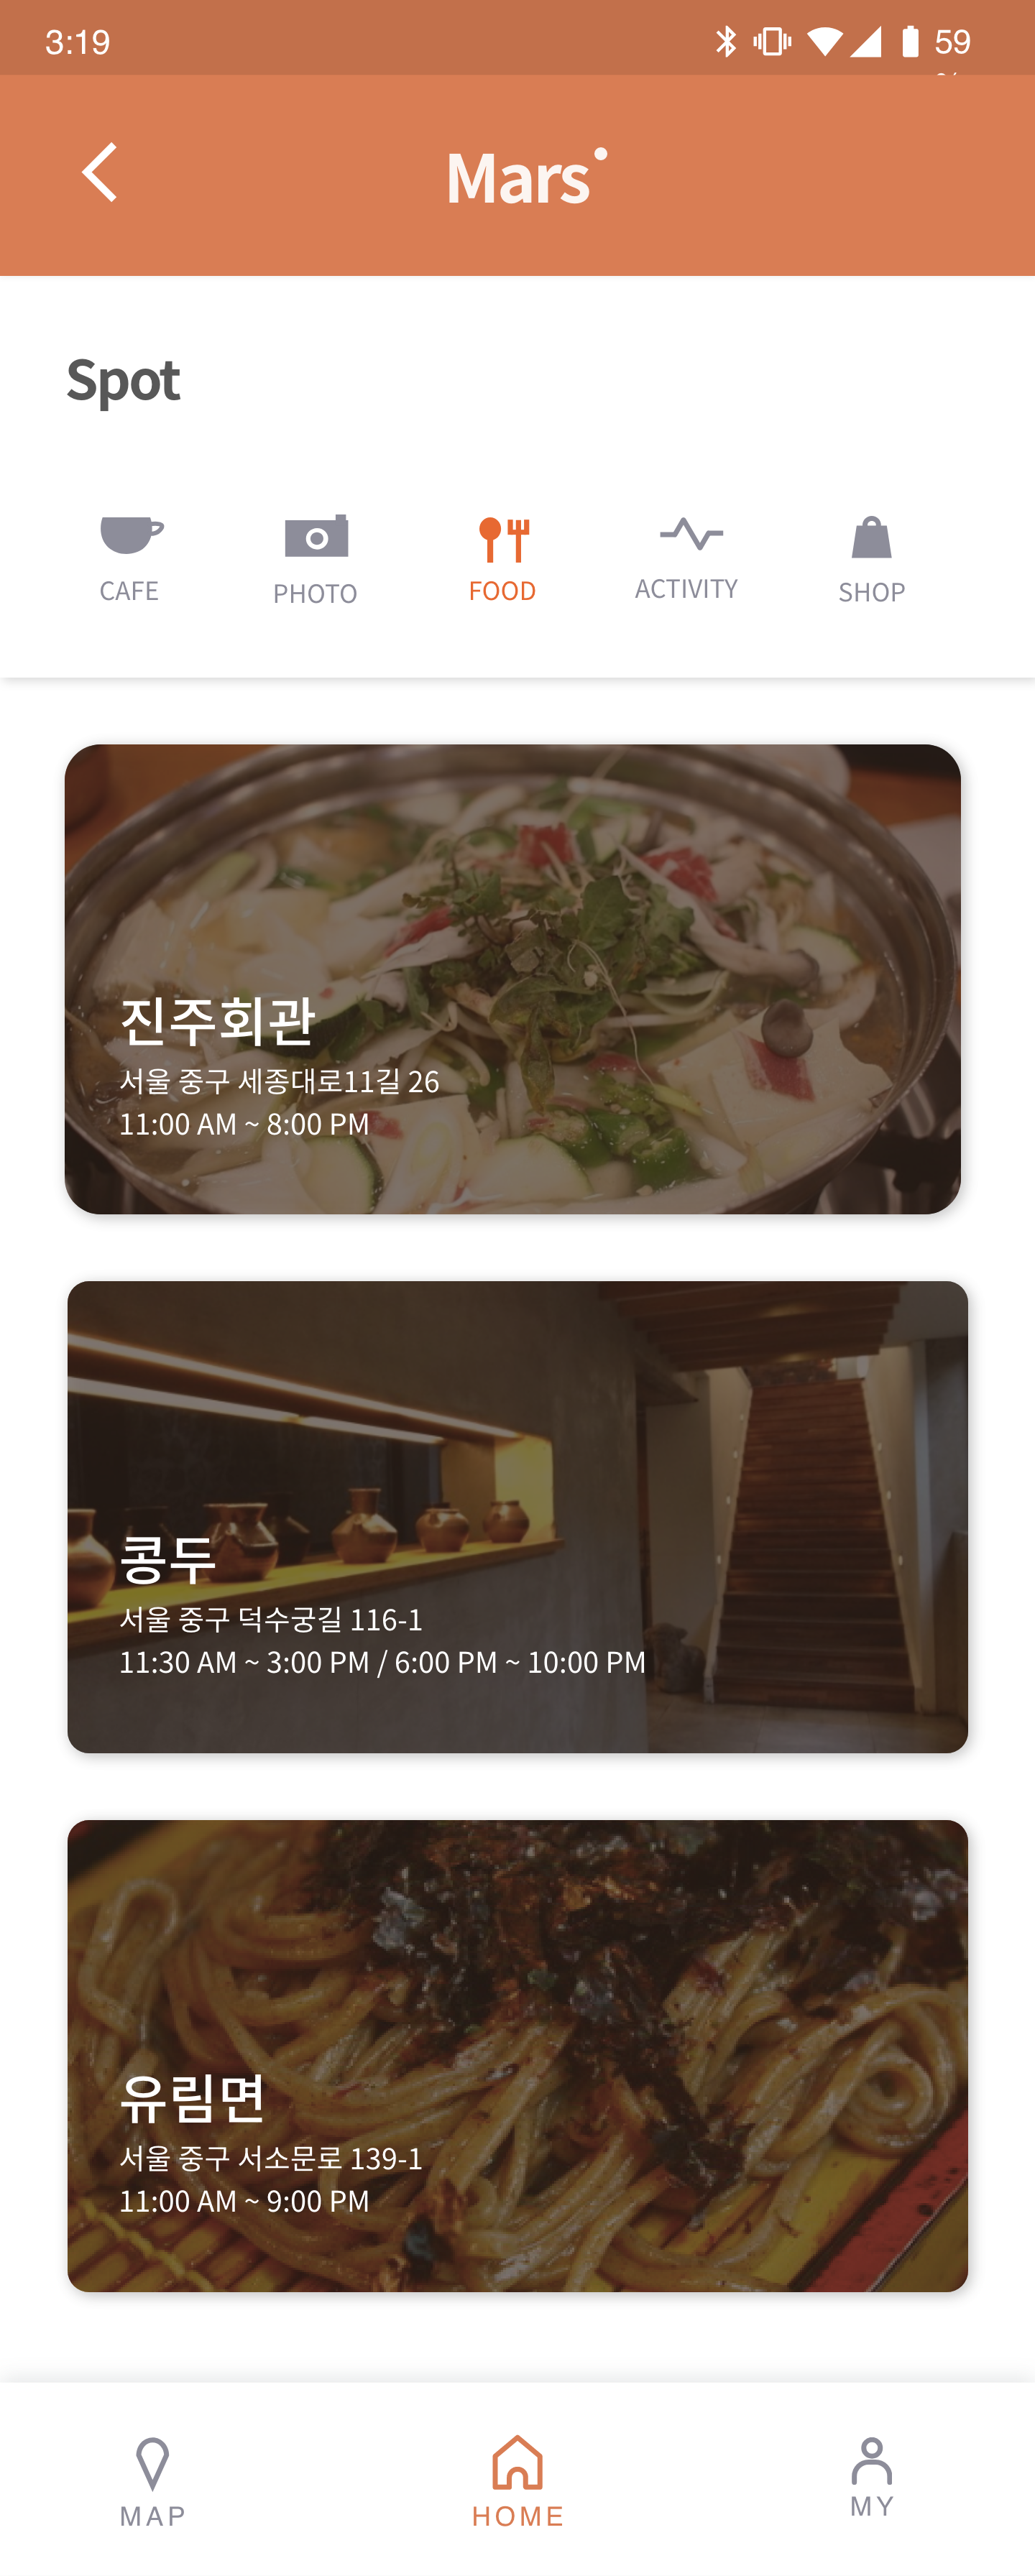 3:19
59
Mars
Spot
CAFE
PHOTO
FOOD
ACTIVITY
SHOP
진주회관
서울 중구 세종대로11길 26
11:00 AM ~ 8:00 PM
콩두
서울 중구 덕수궁길 116-1
11:30 AM ~ 3:00 PM / 6:00 PM ~ 10:00 PM
유림면
서울 중구 서소문로 139-1
11:00 AM ~ 9:00 PM
MAP
HOME
MY